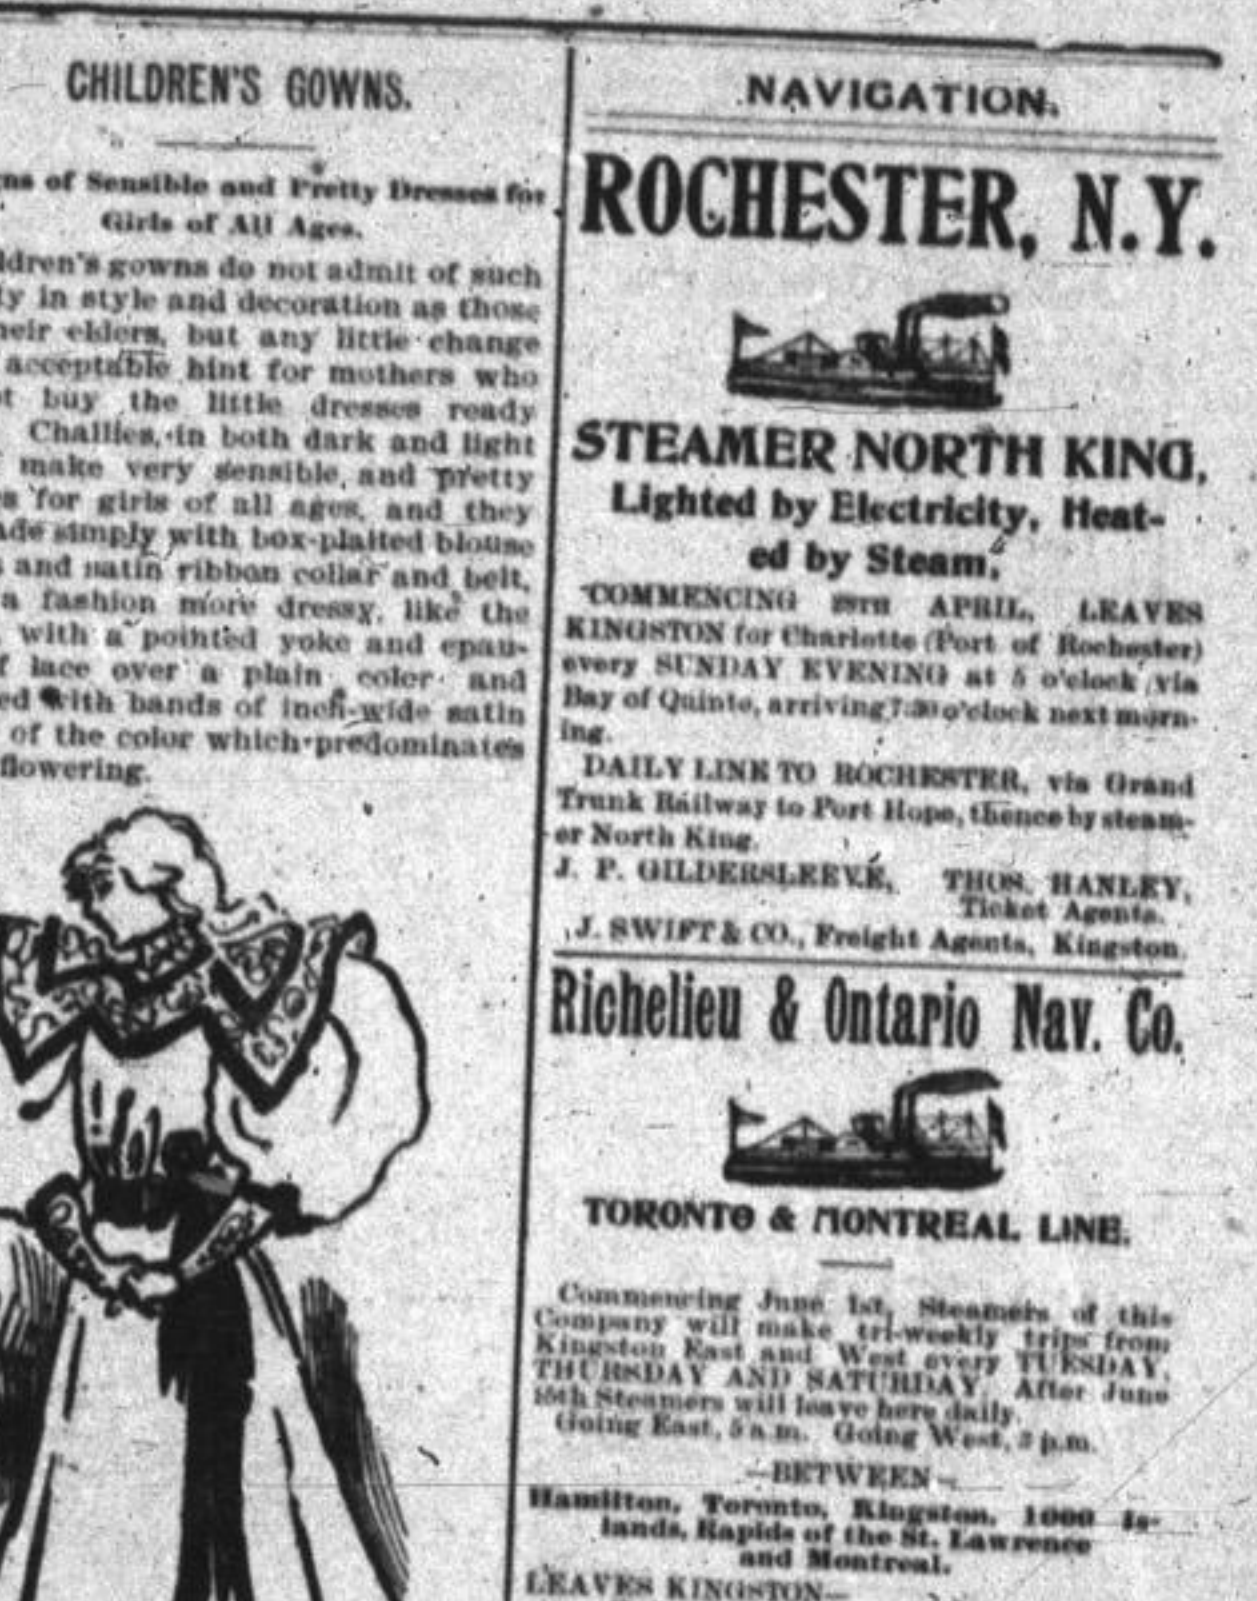 CHILDREN'S GOWNS.
of Sensible and Pretty Dresses for
Girls of All Ages.
ldren's gowns do not admit of such
ty in style and decoration as those
heir elders, but any little change
acceptable hint for mothers who
t buy the little dresses ready
Challies, in both dark and light
make very sensible and pretty
s for girls of all ages, and they
ade simply with box-plaited blouse
and satin ribbon collar and belt,
a fashion more dressy, like the
with a pointed yoke and epau-
f lace over a plain color and
ed with bands of inch-wide satin
of the color which predominates
flowering.
NAVIGATION.
ROCHESTER, N.Y.
STEAMER NORTH KING,
Lighted by Electricity, Heat-
ed by Steam,
COMMENCING APRIL, LEAVES
KINGSTON for Charlotte (Port of Rochester)
every SUNDAY EVENING at 5 o'clock via
Bay of Quinte, arriving 7:30 o'clock next morn-
ing.
DAILY LINE TO ROCHESTER, via Grand
Trunk Railway to Port Hope, thence by steam-
er North King.
J. P. GILDERSLEEVE, THOS. HANLEY,
Ticket Agents.
J. SWIFT & CO., Freight Agents, Kingston.
Richelieu & Ontario Nav. Co.
TORONTO & MONTREAL LINE.
Commencing June 1st, Steamers of this
Company will make tri-weekly trips from
Kingston East and West every TUESDAY,
THURSDAY AND SATURDAY. After June
15th Steamers will leave here daily.
Going East, 5 a.m. Going West, 3 p.m.
—BETWEEN—
Hamilton, Toronto, Kingston, 1000 Is-
lands, Rapids of the St. Lawrence
and Montreal.
LEAVES KINGSTON—